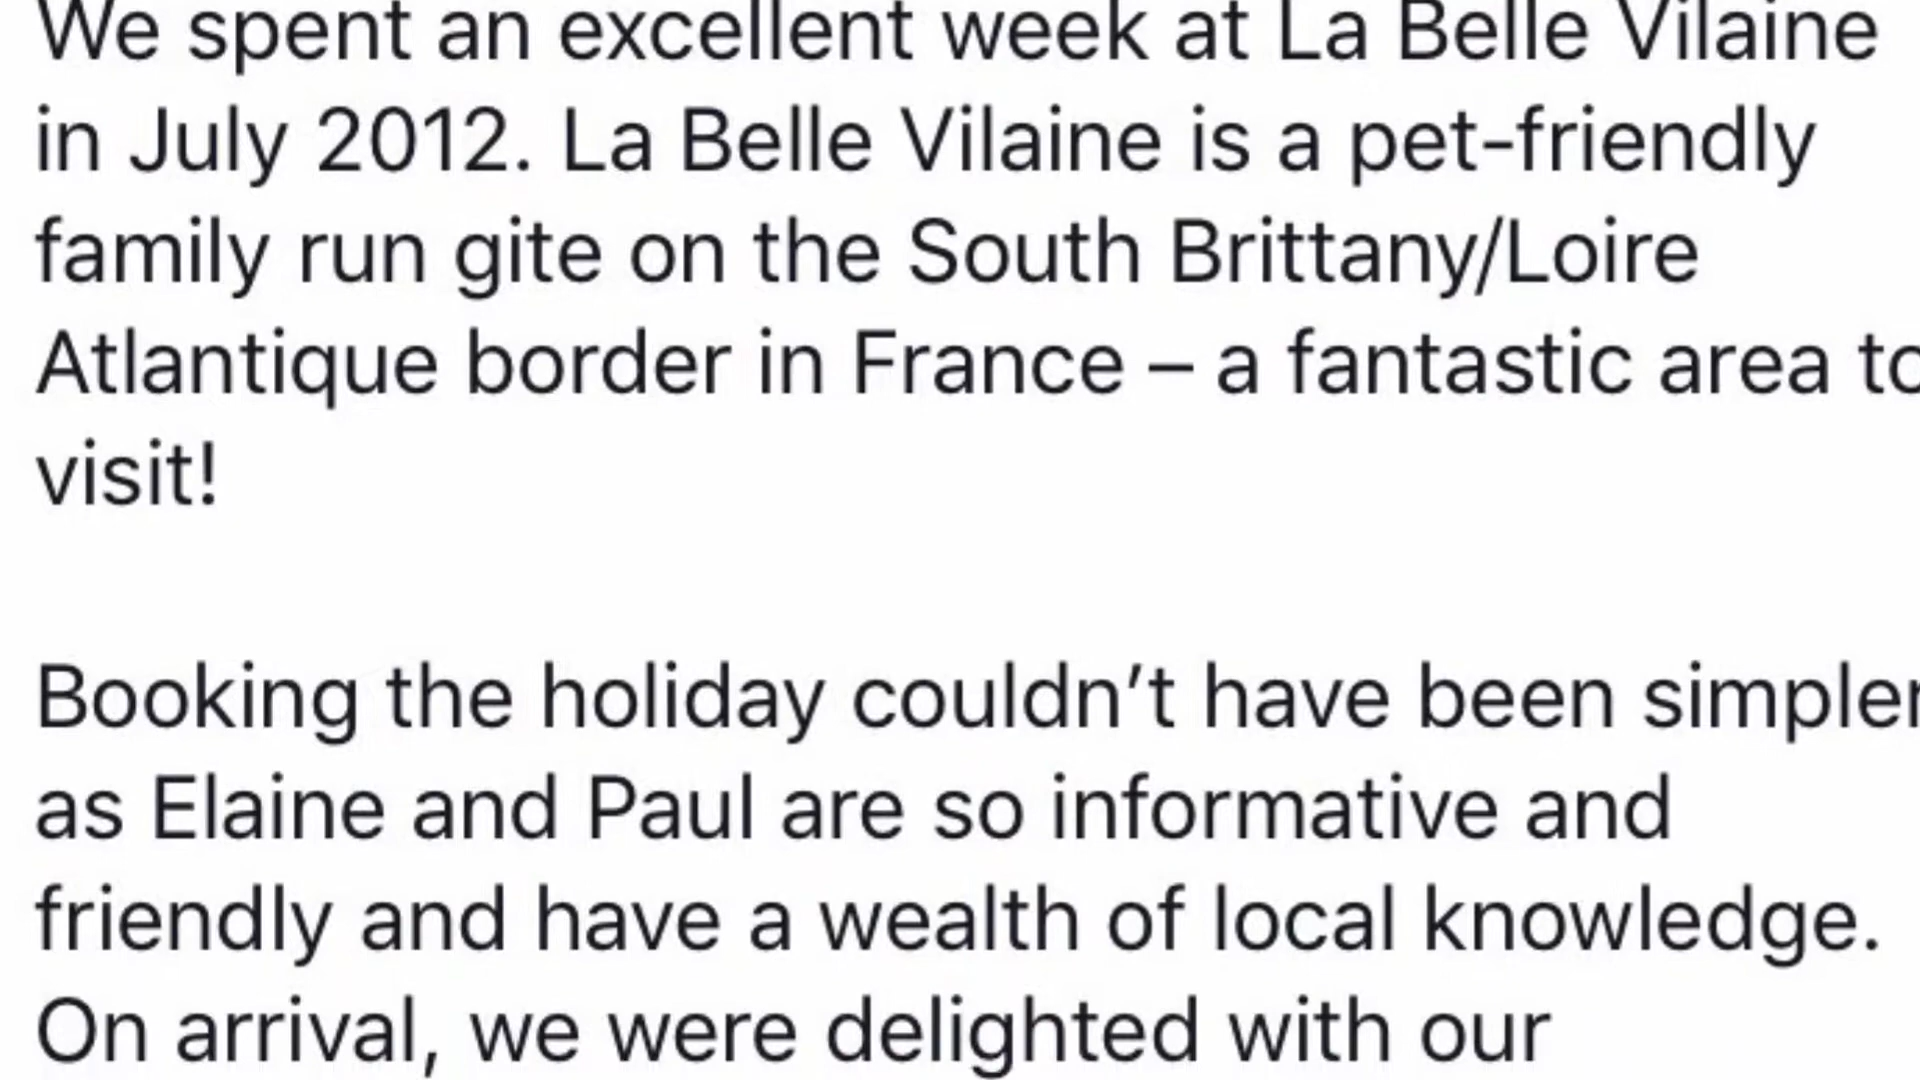 We spent an excellent week at La Belle Vilaine
in July 2012. La Belle Vilaine is a pet-friendly
family run gite on the South Brittany/Loire
Atlantique border in France – a fantastic area to
visit!
Booking the holiday couldn’t have been simpler
as Elaine and Paul are so informative and
friendly and have a wealth of local knowledge.
On arrival, we were delighted with our